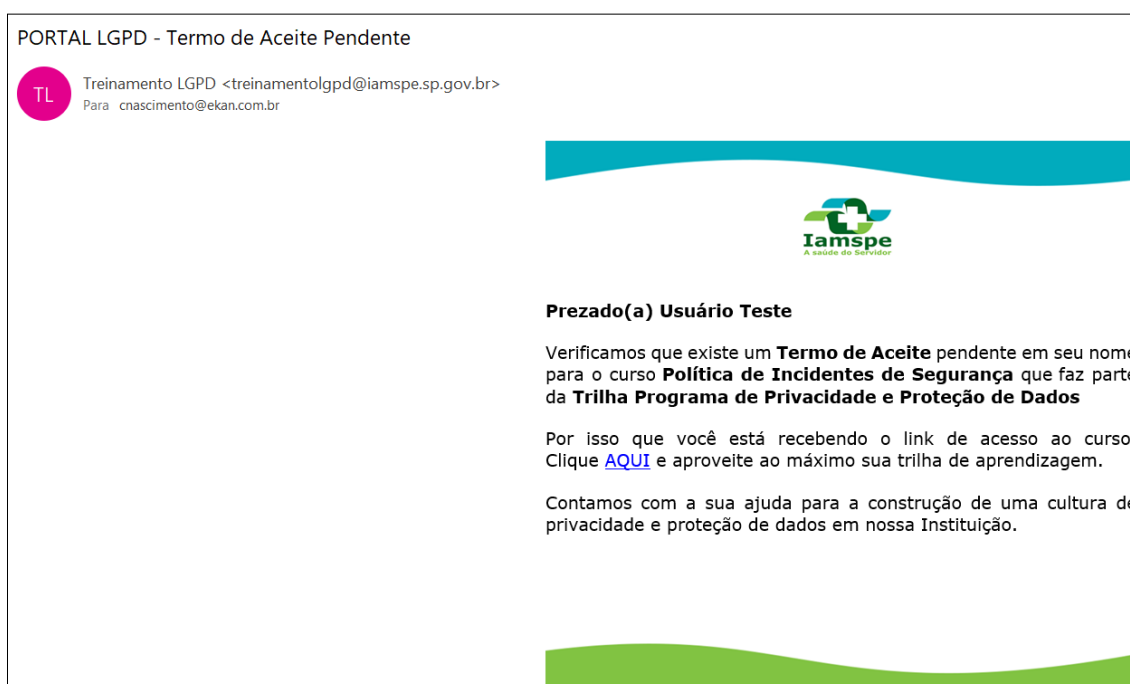 PORTAL LGPD - Termo de Aceite Pendente
TL
Treinamento LGPD <treinamentolgpd@iamspe.sp.gov.br>
Para cnascimento@ekan.com.br
Iamspe
A saúde do Servidor
Prezado(a) Usuário Teste
Verificamos que existe um Termo de Aceite pendente em seu nome
para o curso Política de Incidentes de Segurança que faz parte
da Trilha Programa de Privacidade e Proteção de Dados
Por isso que você está recebendo o link de acesso ao curso
Clique AQUI e aproveite ao máximo sua trilha de aprendizagem.
Contamos com a sua ajuda para a construção de uma cultura de
privacidade e proteção de dados em nossa Instituição.